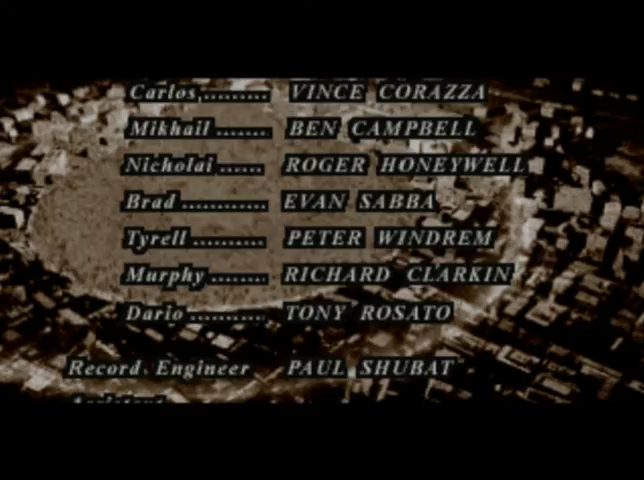 Carlos.......... VINCE CORAZZA
Mikhail ....... BEN CAMPBELL
Nicholai ...... ROGER HONEYWELL
Brad ............ EVAN SABBA
Tyrell .......... PETER WINDREM
Murphy ........ RICHARD CLARKIN
Dario ........... TONY ROSATO
Record Engineer PAUL SHUBAT